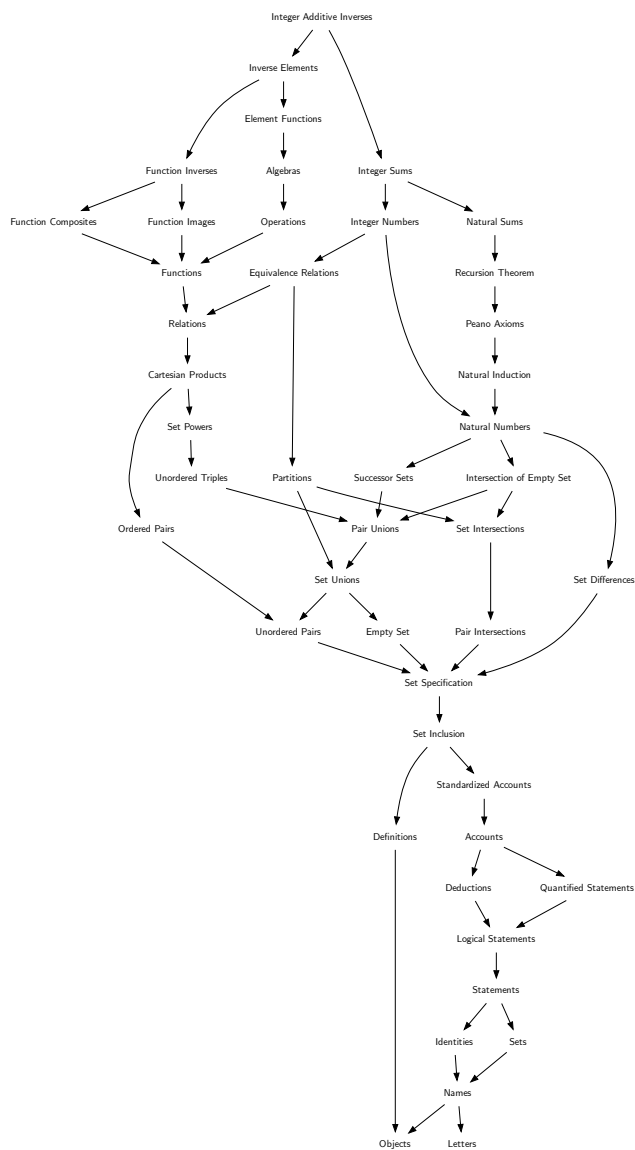 Integer Additive Inverses
Inverse Elements
Element Functions
Function Inverses
Algebras
Integer Sums
Function Composites
Function Images
Operations
Integer Numbers
Natural Sums
Functions
Equivalence Relations
Recursion Theorem
Relations
Peano Axioms
Cartesian Products
Natural Induction
Set Powers
Natural Numbers
Unordered Triples
Partitions
Successor Sets
Intersection of Empty Set
Ordered Pairs
Pair Unions
Set Intersections
Set Unions
Set Differences
Unordered Pairs
Empty Set
Pair Intersections
Set Specification
Set Inclusion
Standardized Accounts
Definitions
Accounts
Deductions
Quantified Statements
Logical Statements
Statements
Identities
Sets
Names
Objects
Letters